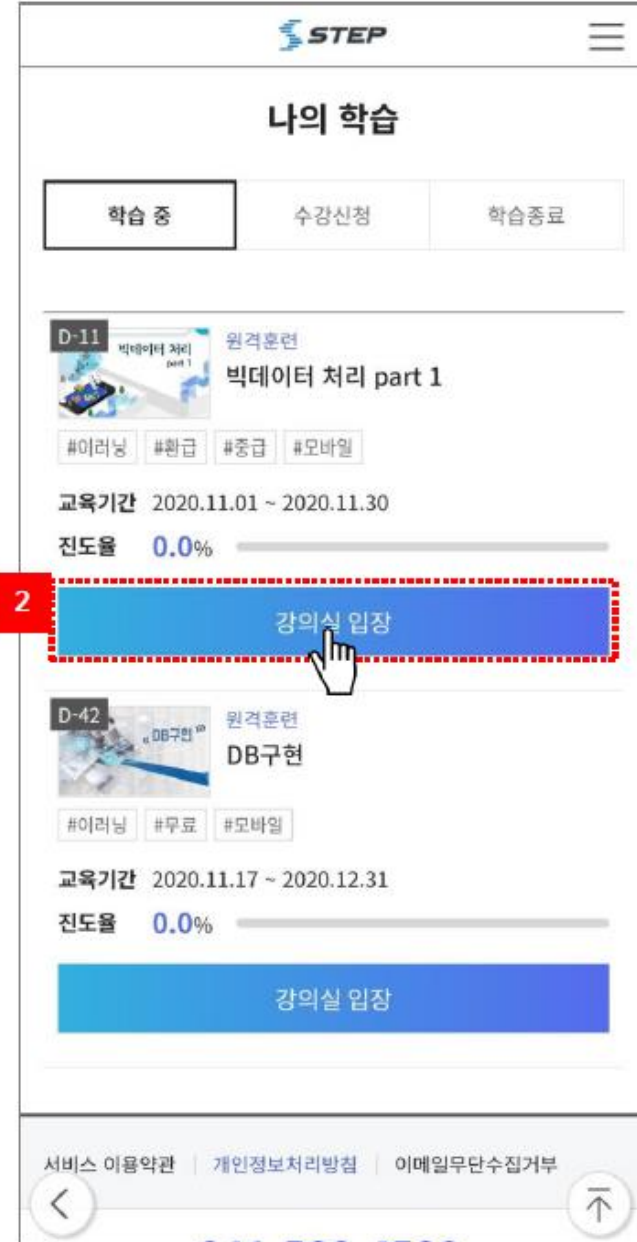 STEP
나의 학습
학습 중 수강신청 학습종료
D-11
빅데이터 처리
part 1
원격훈련
빅데이터 처리 part 1
#이러닝 #환급 #중급 #모바일
교육기간 2020.11.01 ~ 2020.11.30
진도율 0.0%
2
강의실 입장
D-42
"DB구현"
원격훈련
DB구현
#이러닝 #무료 #모바일
교육기간 2020.11.17 ~ 2020.12.31
진도율 0.0%
강의실 입장
서비스 이용약관 개인정보처리방침 이메일무단수집거부